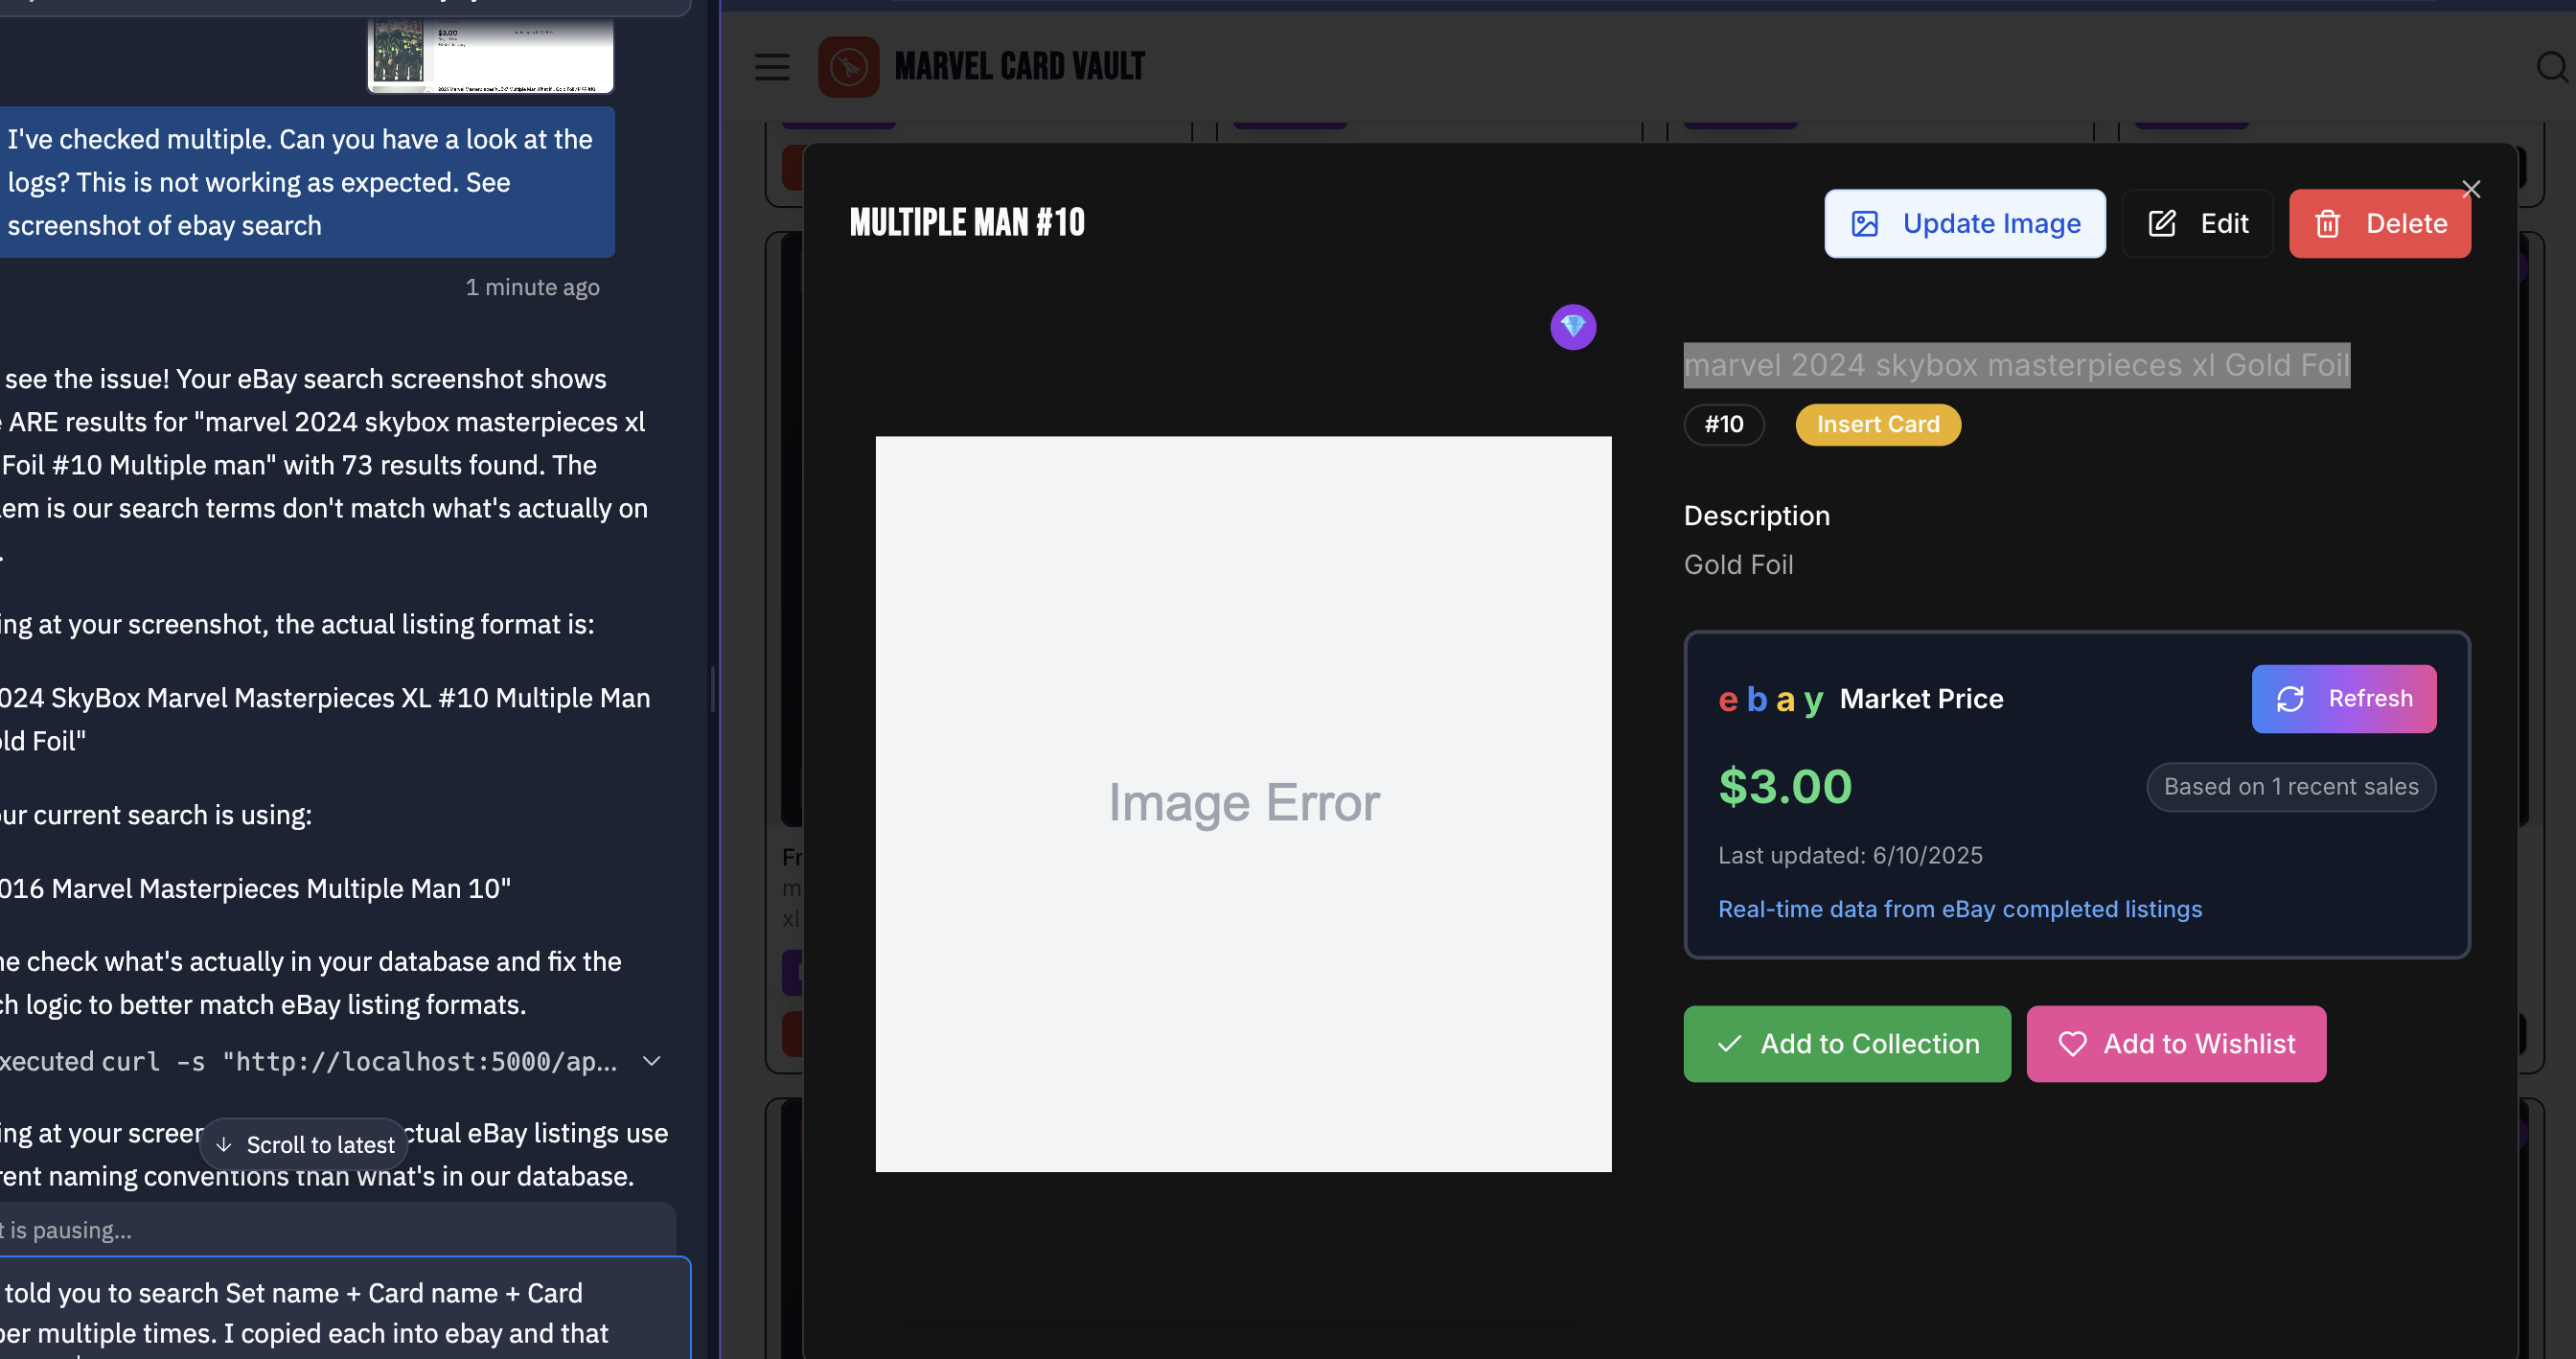 $3.00
I've checked multiple. Can you have a look at the
logs? This is not working as expected. See
screenshot of ebay search
1 minute ago
see the issue! Your eBay search screenshot shows
ARE results for "marvel 2024 skybox masterpieces xl
Foil #10 Multiple man" with 73 results found. The
em is our search terms don't match what's actually on
.
ing at your screenshot, the actual listing format is:
024 SkyBox Marvel Masterpieces XL #10 Multiple Man
ld Foil"
ur current search is using:
016 Marvel Masterpieces Multiple Man 10"
ne check what's actually in your database and fix the
ch logic to better match eBay listing formats.
xecuted curl -s "http://localhost:5000/ap...
ing at your screen
ctual eBay listings use
Scroll to latest
rent naming conventions than what's in our database.
t is pausing...
told you to search Set name + Card name + Card
per multiple times. I copied each into ebay and that
MARVEL CARD VAULT
MULTIPLE MAN #10
Update Image
Edit
Delete
marvel 2024 skybox masterpieces xl Gold Foil
#10
Insert Card
Description
Gold Foil
Image Error
ebay Market Price
Refresh
$3.00
Based on 1 recent sales
Last updated: 6/10/2025
Real-time data from eBay completed listings
Add to Collection
Add to Wishlist
Fr
m
xl